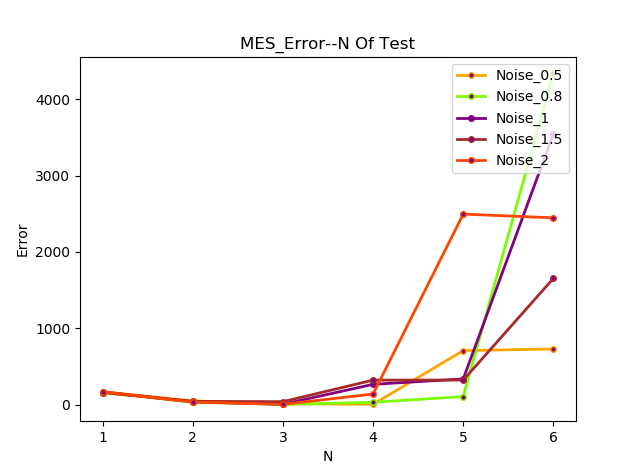 MES_Error--N Of Test
Noise_0.5
Noise_0.8
Noise_1
Noise_1.5
Noise_2
4000
3000
2000
1000
0
Error
1 2 3 4 5 6
N